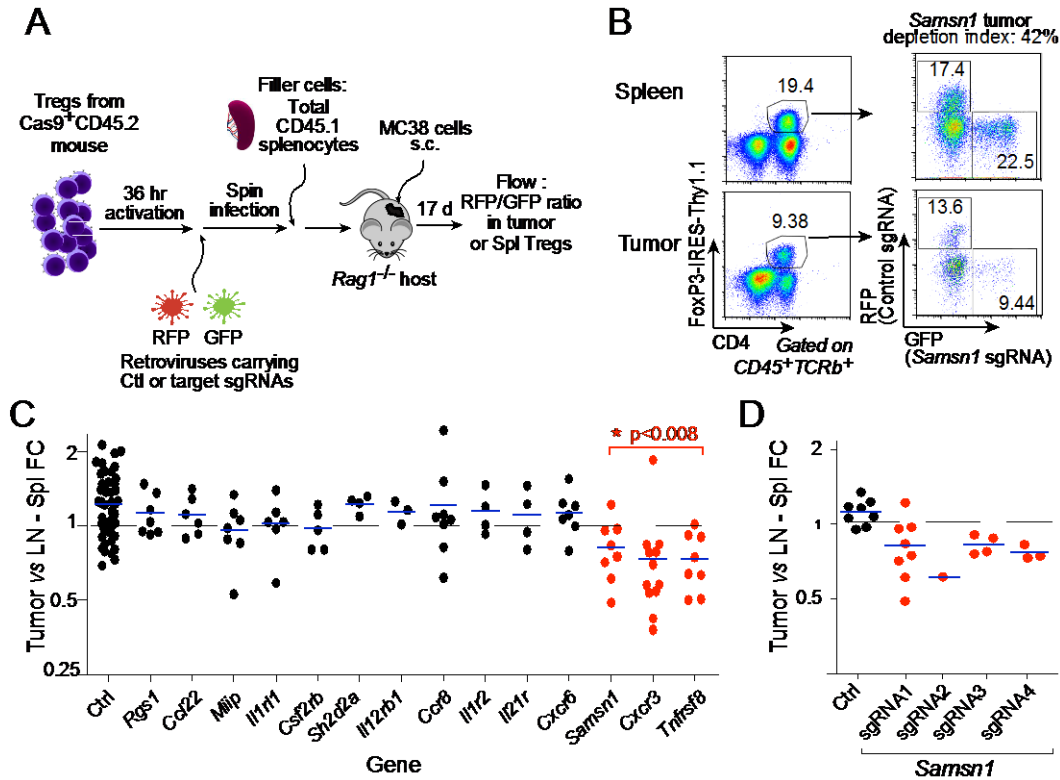 A
Tregs from
Cas9+CD45.2
mouse
36 hr
activation
Spin
infection
Filler cells:
Total
CD45.1
splenocytes
MC38 cells
s.c.
17 d
Flow :
RFP/GFP ratio
in tumor
or Spl Tregs
Rag1-/- host
RFP
GFP
Retroviruses carrying
Ctl or target sgRNAs
B
Samsn1 tumor
depletion index: 42%
Spleen
19.4
17.4
22.5
Tumor
9.38
13.6
9.44
FoxP3-IRES-Thy1.1
CD4
Gated on
CD45+TCRb+
RFP
(Control sgRNA)
GFP
(Samsn1 sgRNA)
C
Tumor vs LN - Spl FC
2
1
0.5
0.25
* p<0.008
Ctrl
Rgs1
Ccl22
Miip
Il1rl1
Csf2rb
Sh2d2a
Il12rb1
Ccr8
Il1r2
Il21r
Cxcr6
Samsn1
Cxcr3
Tnfrsf8
Gene
D
Tumor vs LN - Spl FC
2
1
0.5
Ctrl
sgRNA1
sgRNA2
sgRNA3
sgRNA4
Samsn1